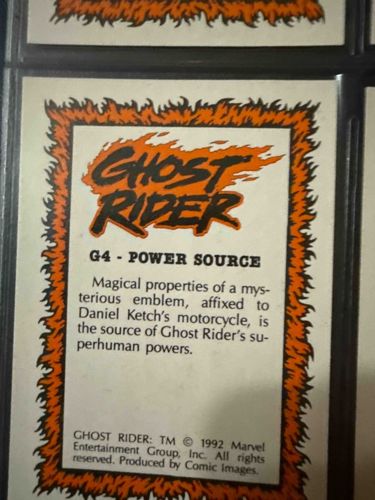 GHOST
RIDER
G4 - POWER SOURCE
Magical properties of a mys-
terious emblem, affixed to
Daniel Ketch's motorcycle, is
the source of Ghost Rider's su-
perhuman powers.
GHOST RIDER: TM © 1992 Marvel
Entertainment Group, Inc. All rights
reserved. Produced by Comic Images.